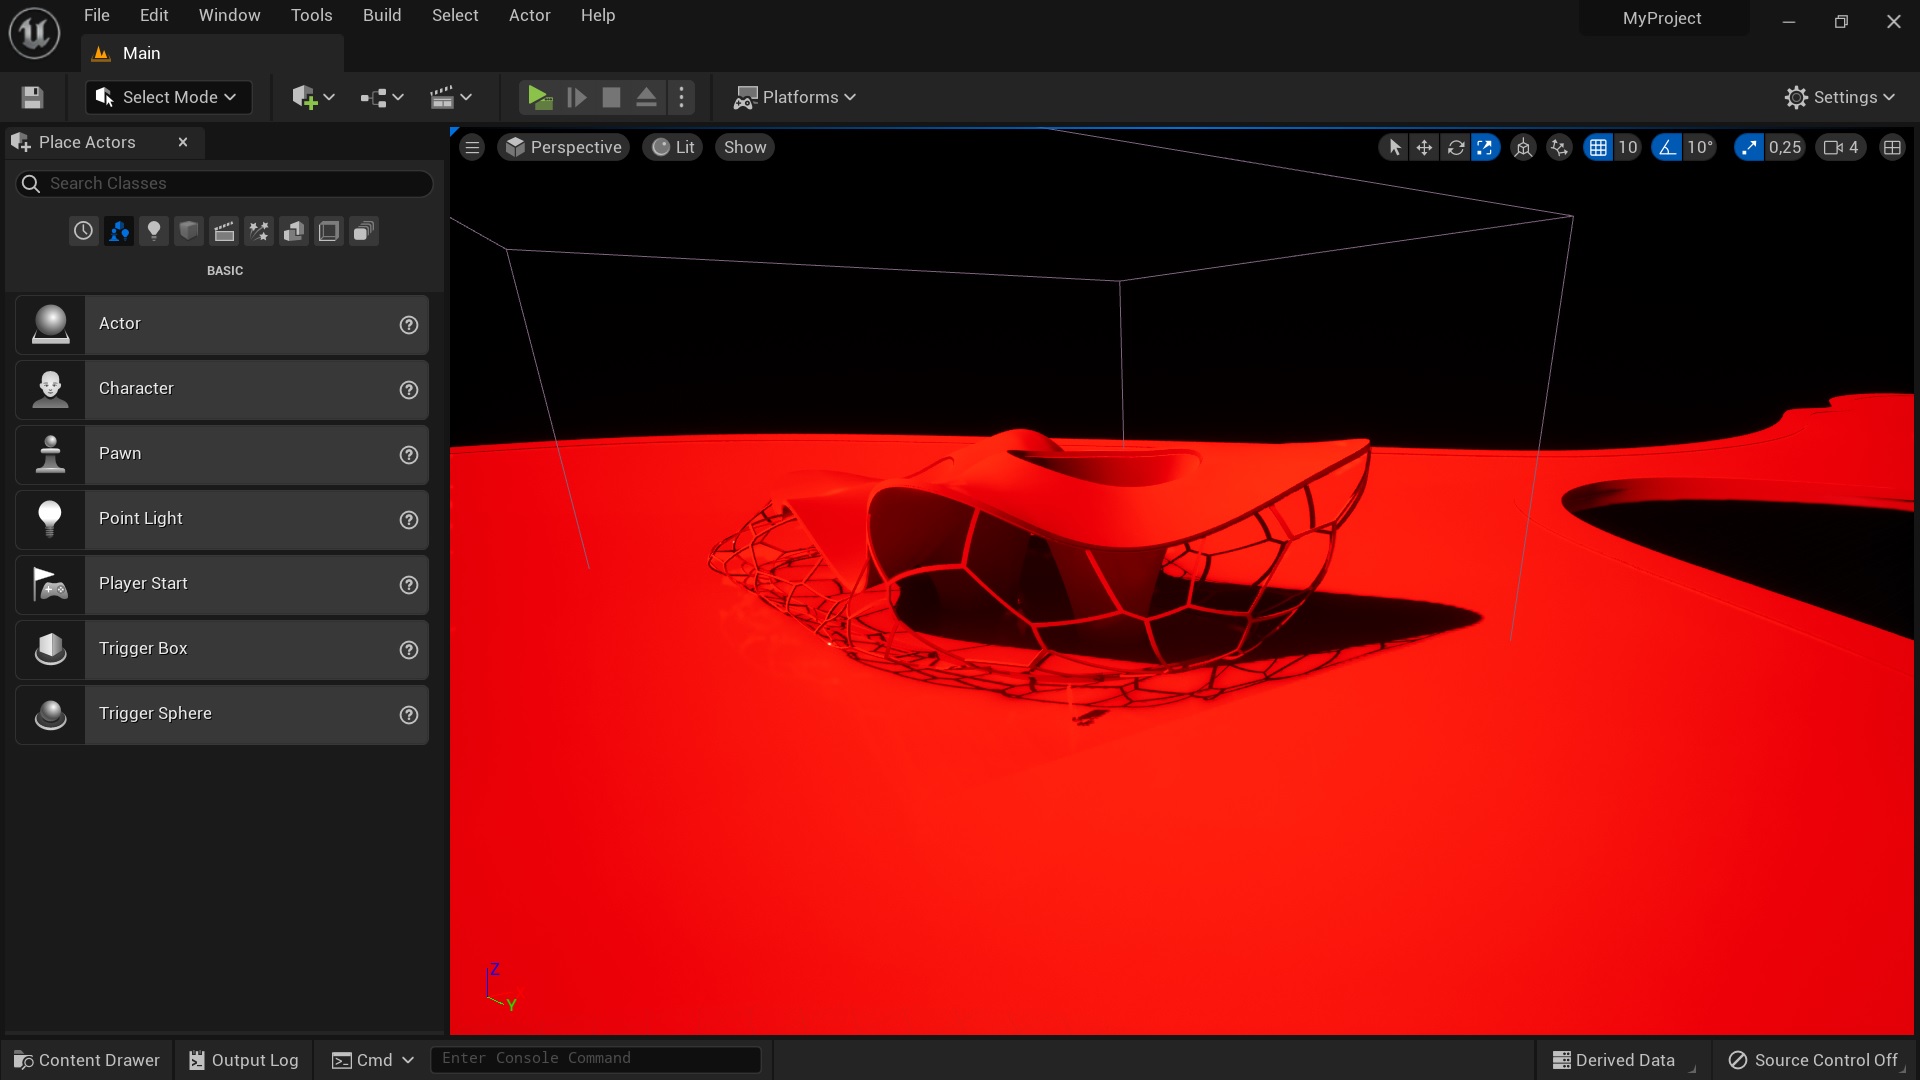 File Edit Window Tools Build Select Actor Help
MyProject
Main
Select Mode
Platforms
Settings
Place Actors
Search Classes
BASIC
Actor
Character
Pawn
Point Light
Player Start
Trigger Box
Trigger Sphere
Perspective Lit Show
10 10° 0,25 4
Z
Y
Content Drawer Output Log Cmd Enter Console Command Derived Data Source Control Off